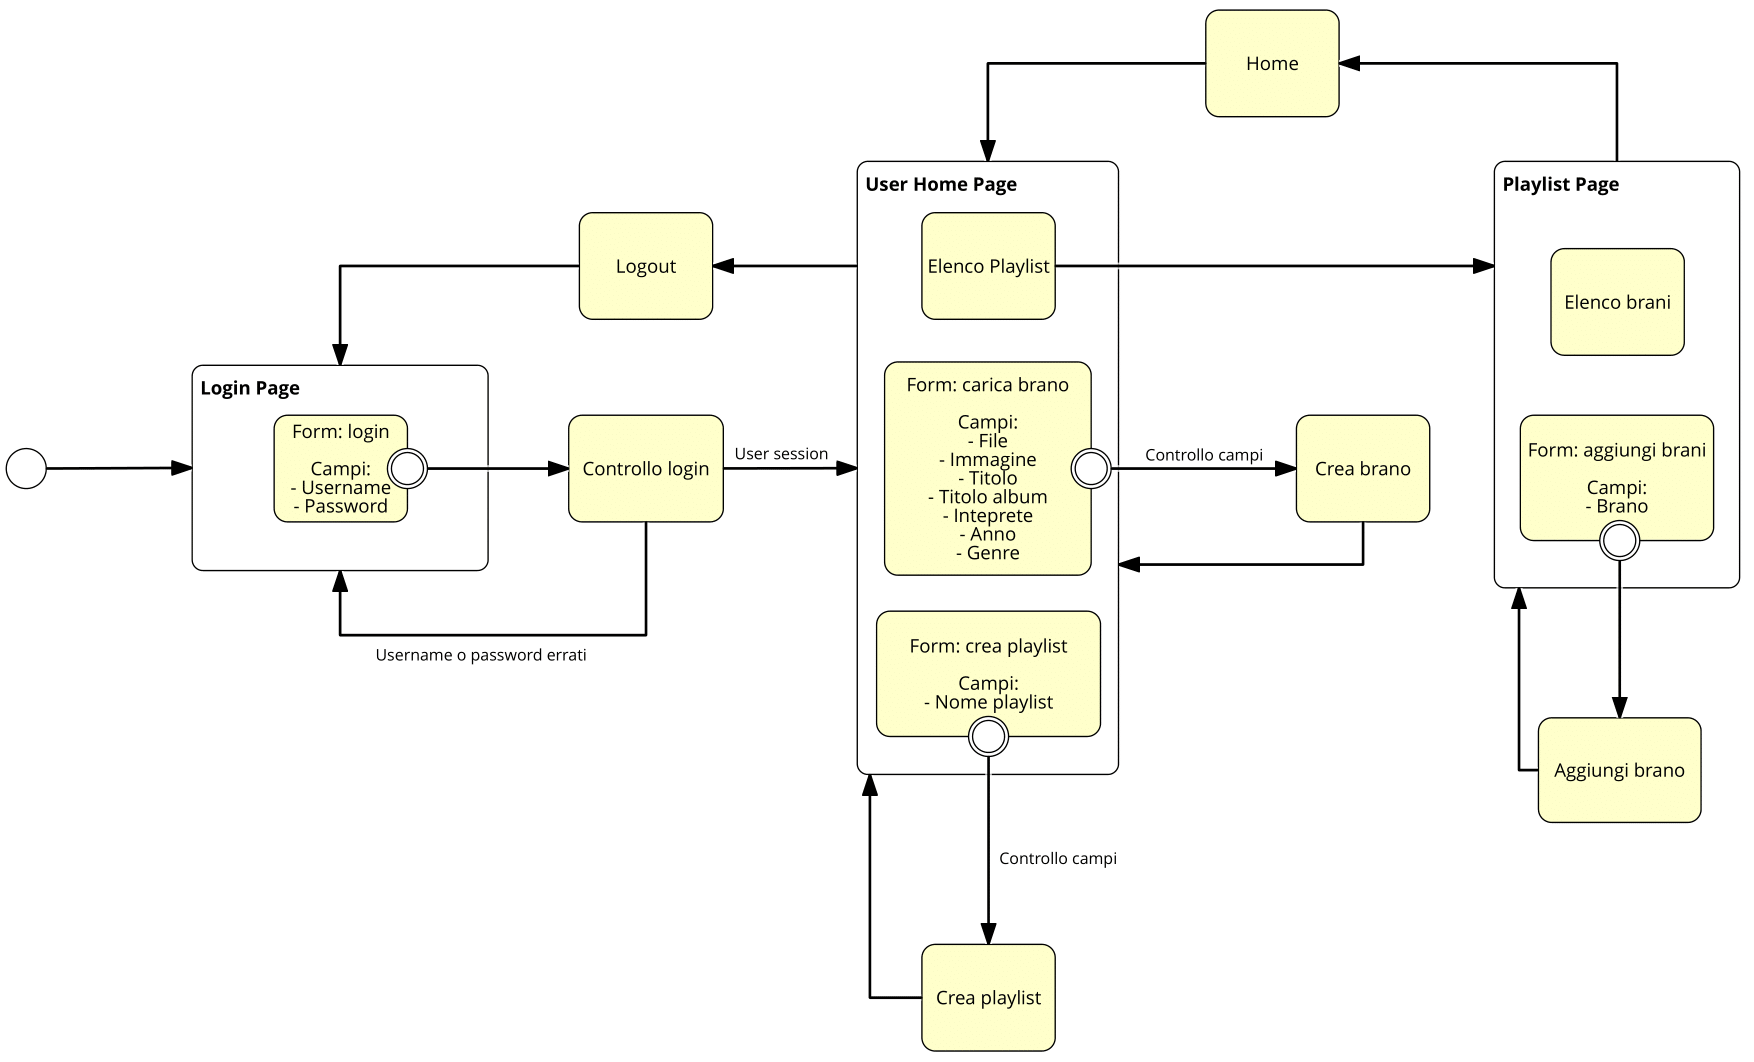 Home
User Home Page
Playlist Page
Logout
Elenco Playlist
Elenco brani
Login Page
Form: login
Campi:
- Username
- Password
Controllo login
User session
Form: carica brano
Campi:
- File
- Immagine
- Titolo
- Titolo album
- Inteprete
- Anno
- Genre
Controllo campi
Crea brano
Form: aggiungi brani
Campi:
- Brano
Username o password errati
Form: crea playlist
Campi:
- Nome playlist
Aggiungi brano
Controllo campi
Crea playlist